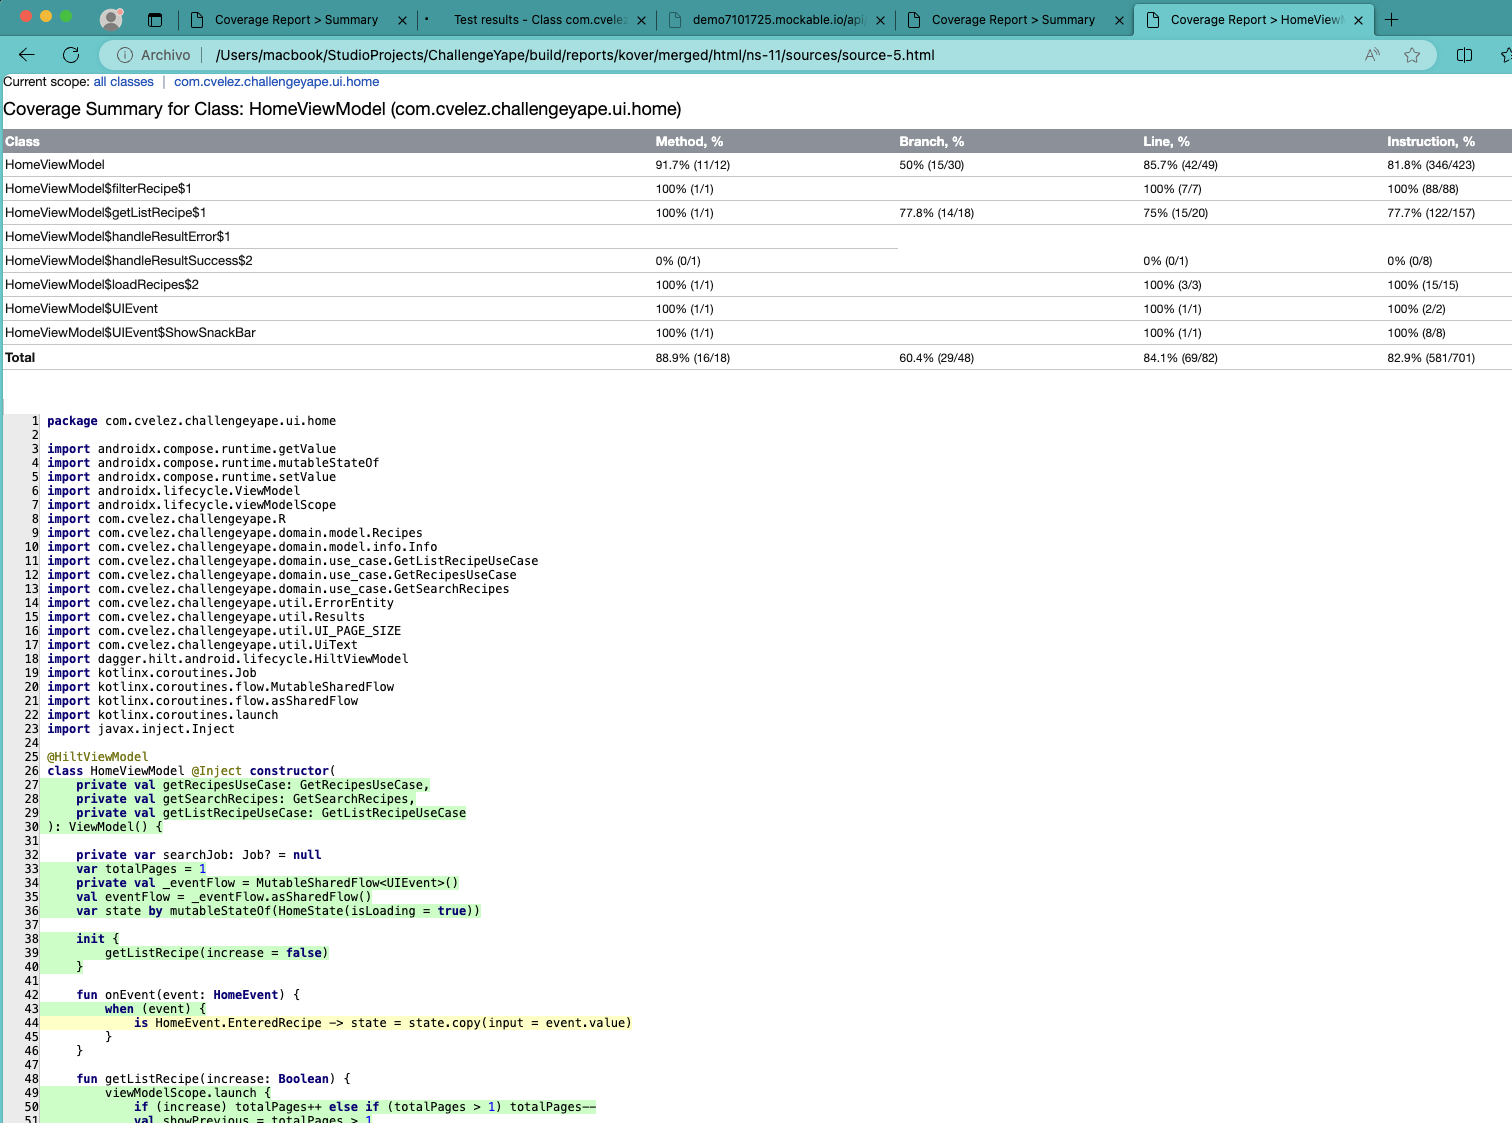 Coverage Report > Summary
Test results - Class com.cvele
demo7101725.mockable.io/api
Coverage Report > Summary
Coverage Report > HomeView
Archivo
/Users/macbook/StudioProjects/ChallengeYape/build/reports/kover/merged/html/ns-11/sources/source-5.html
Current scope: all classes | com.cvelez.challengeyape.ui.home
Coverage Summary for Class: HomeViewModel (com.cvelez.challengeyape.ui.home)
Class Method, % Branch, % Line, % Instruction, %
HomeViewModel 91.7% (11/12) 50% (15/30) 85.7% (42/49) 81.8% (346/423)
HomeViewModel$filterRecipe$1 100% (1/1) 100% (7/7) 100% (88/88)
HomeViewModel$getListRecipe$1 100% (1/1) 77.8% (14/18) 75% (15/20) 77.7% (122/157)
HomeViewModel$handleResultError$1
HomeViewModel$handleResultSuccess$2 0% (0/1) 0% (0/1) 0% (0/8)
HomeViewModel$loadRecipes$2 100% (1/1) 100% (3/3) 100% (15/15)
HomeViewModel$UIEvent 100% (1/1) 100% (1/1) 100% (2/2)
HomeViewModel$UIEvent$ShowSnackBar 100% (1/1) 100% (1/1) 100% (8/8)
Total 88.9% (16/18) 60.4% (29/48) 84.1% (69/82) 82.9% (581/701)
1 package com.cvelez.challengeyape.ui.home
2
3 import androidx.compose.runtime.getValue
4 import androidx.compose.runtime.mutableStateOf
5 import androidx.compose.runtime.setValue
6 import androidx.lifecycle.ViewModel
7 import androidx.lifecycle.viewModelScope
8 import com.cvelez.challengeyape.R
9 import com.cvelez.challengeyape.domain.model.Recipes
10 import com.cvelez.challengeyape.domain.model.info.Info
11 import com.cvelez.challengeyape.domain.use_case.GetListRecipeUseCase
12 import com.cvelez.challengeyape.domain.use_case.GetRecipesUseCase
13 import com.cvelez.challengeyape.domain.use_case.GetSearchRecipes
14 import com.cvelez.challengeyape.util.ErrorEntity
15 import com.cvelez.challengeyape.util.Results
16 import com.cvelez.challengeyape.util.UI_PAGE_SIZE
17 import com.cvelez.challengeyape.util.UiText
18 import dagger.hilt.android.lifecycle.HiltViewModel
19 import kotlinx.coroutines.Job
20 import kotlinx.coroutines.flow.MutableSharedFlow
21 import kotlinx.coroutines.flow.asSharedFlow
22 import kotlinx.coroutines.launch
23 import javax.inject.Inject
24
25 @HiltViewModel
26 class HomeViewModel @Inject constructor(
27 private val getRecipesUseCase: GetRecipesUseCase,
28 private val getSearchRecipes: GetSearchRecipes,
29 private val getListRecipeUseCase: GetListRecipeUseCase
30 ): ViewModel() {
31
32 private var searchJob: Job? = null
33 var totalPages = 1
34 private val _eventFlow = MutableSharedFlow<UIEvent>()
35 val eventFlow = _eventFlow.asSharedFlow()
36 var state by mutableStateOf(HomeState(isLoading = true))
37
38 init {
39 getListRecipe(increase = false)
40 }
41
42 fun onEvent(event: HomeEvent) {
43 when (event) {
44 is HomeEvent.EnteredRecipe -> state = state.copy(input = event.value)
45 }
46 }
47
48 fun getListRecipe(increase: Boolean) {
49 viewModelScope.launch {
50 if (increase) totalPages++ else if (totalPages > 1) totalPages--
51 val showPrevious = totalPages > 1